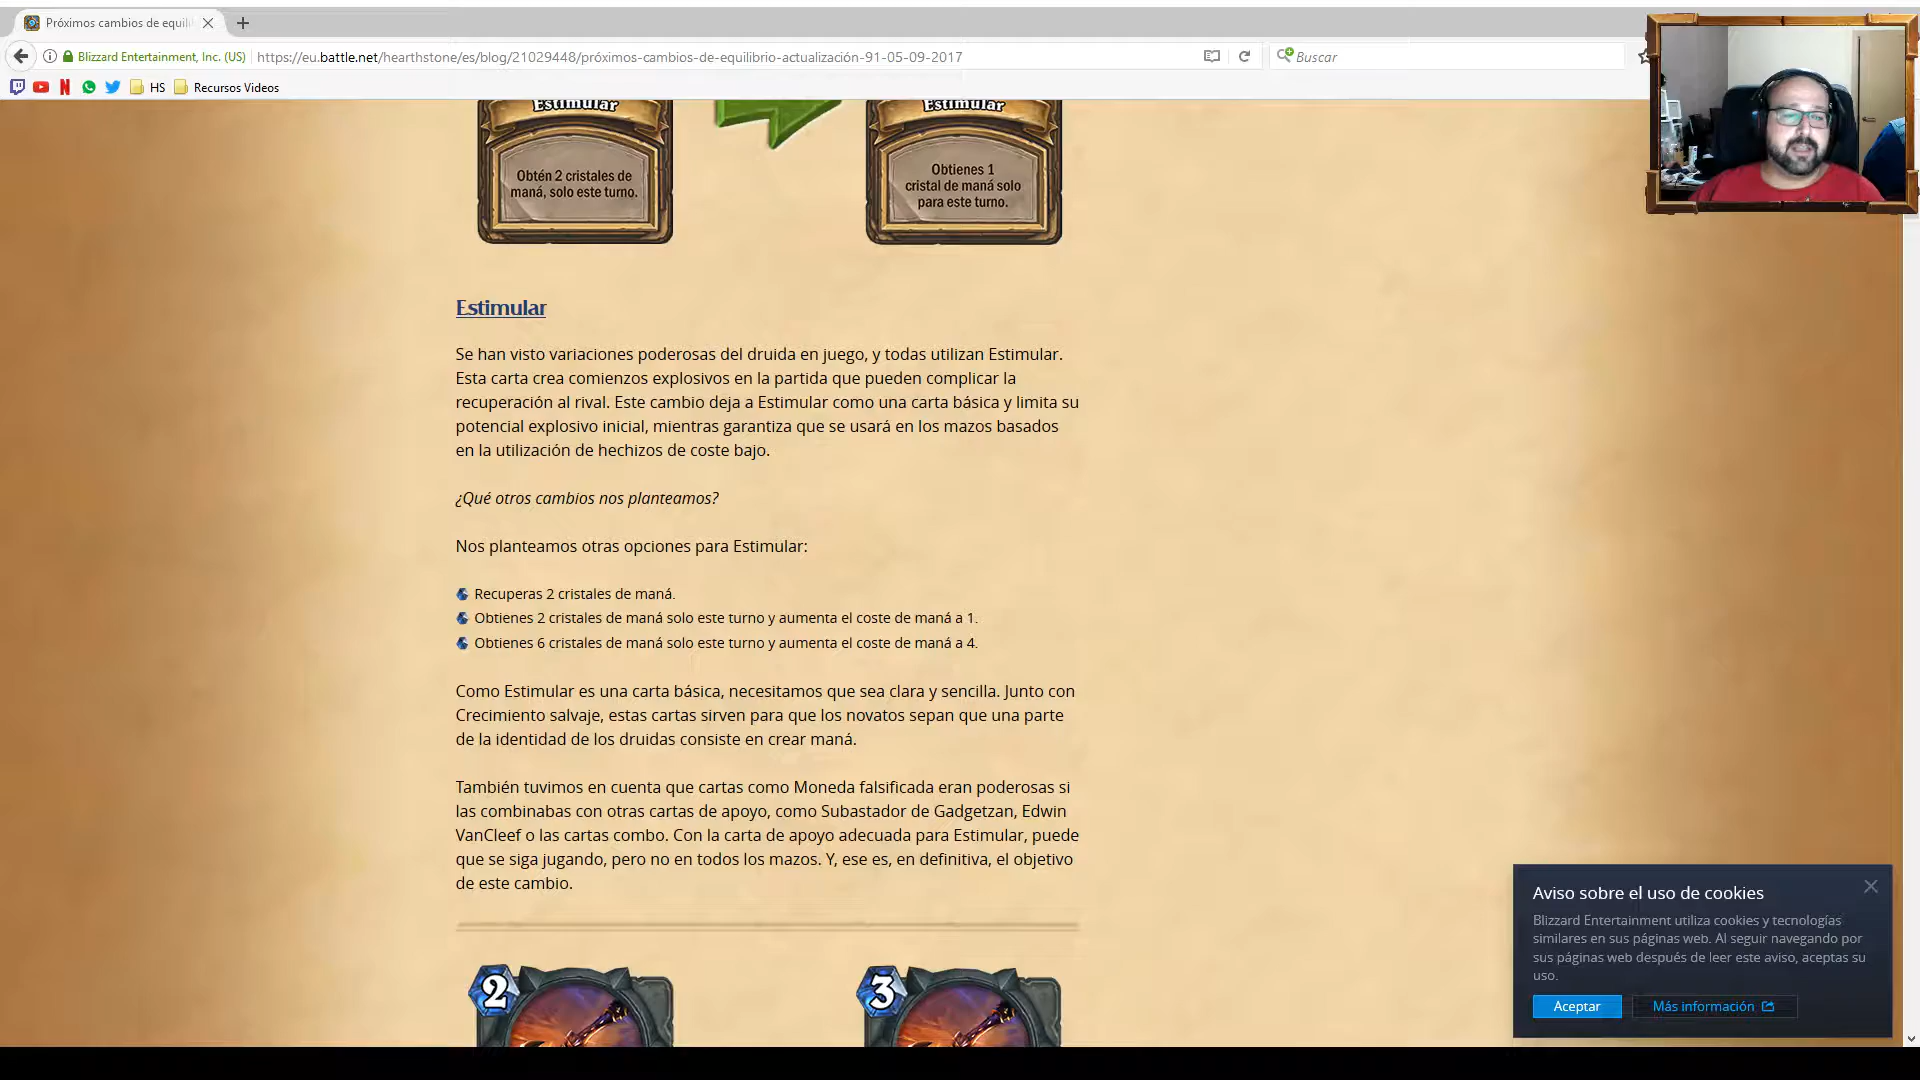 Próximos cambios de equili
Blizzard Entertainment, Inc. (US)
https://eu.battle.net/hearthstone/es/blog/21029448/próximos-cambios-de-equilibrio-actualización-91-05-09-2017
Buscar
HS
Recursos Videos
Estimular
Estimular
Obtén 2 cristales de
maná, solo este turno.
Obtienes 1
cristal de maná solo
para este turno.
Estimular
Se han visto variaciones poderosas del druida en juego, y todas utilizan Estimular.
Esta carta crea comienzos explosivos en la partida que pueden complicar la
recuperación al rival. Este cambio deja a Estimular como una carta básica y limita su
potencial explosivo inicial, mientras garantiza que se usará en los mazos basados
en la utilización de hechizos de coste bajo.
¿Qué otros cambios nos planteamos?
Nos planteamos otras opciones para Estimular:
Recuperas 2 cristales de maná.
Obtienes 2 cristales de maná solo este turno y aumenta el coste de maná a 1.
Obtienes 6 cristales de maná solo este turno y aumenta el coste de maná a 4.
Como Estimular es una carta básica, necesitamos que sea clara y sencilla. Junto con
Crecimiento salvaje, estas cartas sirven para que los novatos sepan que una parte
de la identidad de los druidas consiste en crear maná.
También tuvimos en cuenta que cartas como Moneda falsificada eran poderosas si
las combinabas con otras cartas de apoyo, como Subastador de Gadgetzan, Edwin
VanCleef o las cartas combo. Con la carta de apoyo adecuada para Estimular, puede
que se siga jugando, pero no en todos los mazos. Y, ese es, en definitiva, el objetivo
de este cambio.
2
3
Aviso sobre el uso de cookies
Blizzard Entertainment utiliza cookies y tecnologías
similares en sus páginas web. Al seguir navegando por
sus páginas web después de leer este aviso, aceptas su
uso.
Aceptar
Más información